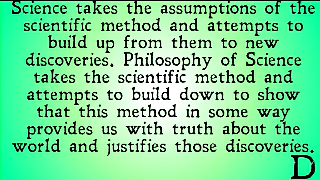 Science takes the assumptions of the
scientific method and attempts to
build up from them to new
discoveries. Philosophy of Science
takes the scientific method and
attempts to build down to show
that this method in some way
provides us with truth about the
world and justifies those discoveries.
D